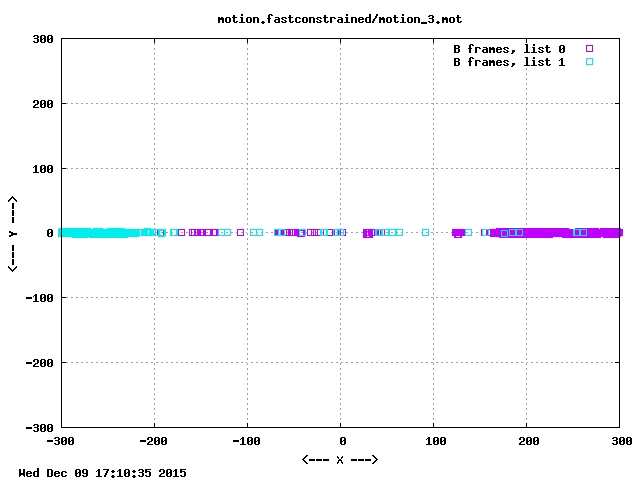 motion.fastconstrained/motion_3.mot
B frames, list 0
B frames, list 1
300
200
100
0
-100
-200
-300
<--- Y --->
-300 -200 -100 0 100 200 300
<--- X --->
Wed Dec 09 17:10:35 2015